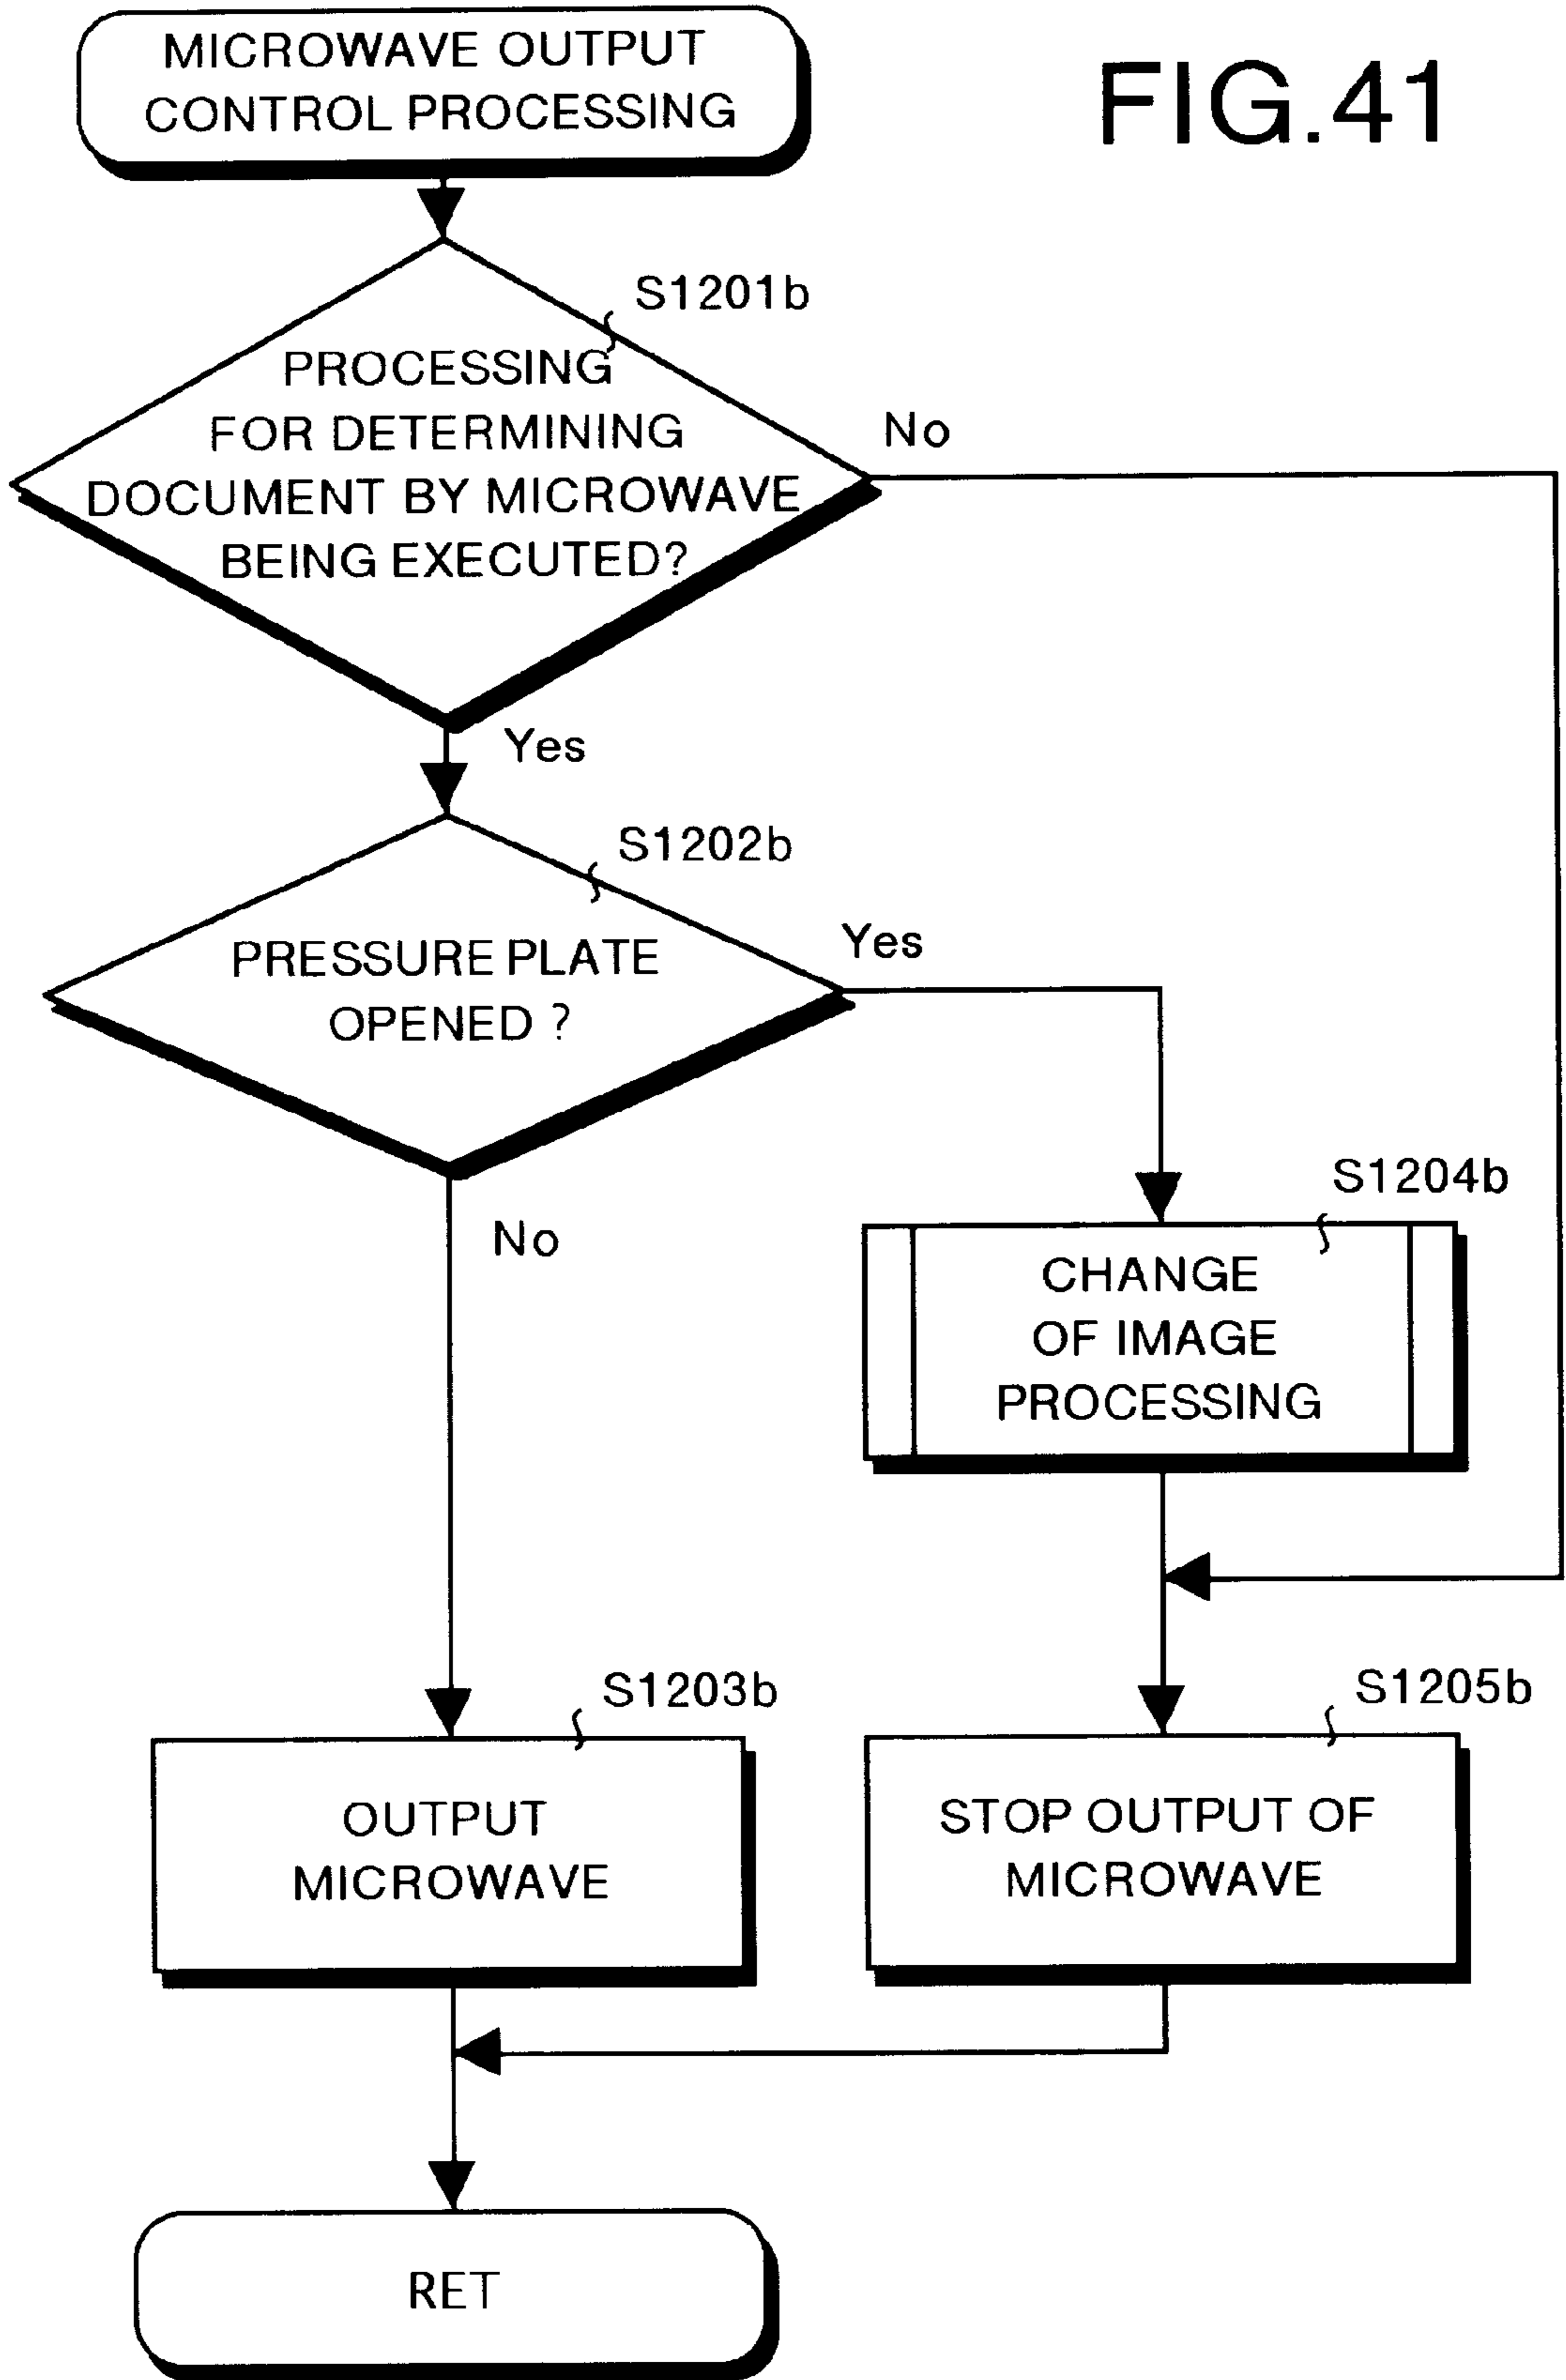 MICROWAVE OUTPUT
CONTROL PROCESSING
FIG.41
S1201b
PROCESSING
FOR DETERMINING
DOCUMENT BY MICROWAVE
BEING EXECUTED?
No
Yes
S1202b
PRESSURE PLATE
OPENED ?
Yes
No
S1204b
CHANGE
OF IMAGE
PROCESSING
S1203b
OUTPUT
MICROWAVE
S1205b
STOP OUTPUT OF
MICROWAVE
RET